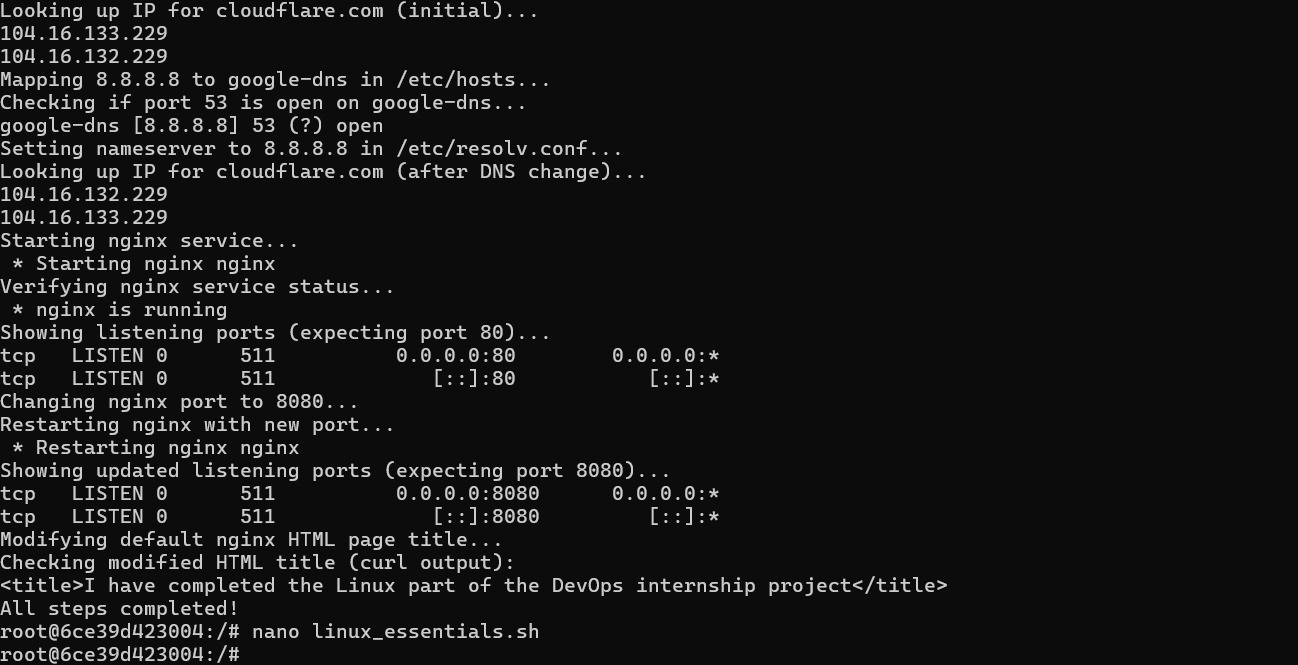 Looking up IP for cloudflare.com (initial)...
104.16.133.229
104.16.132.229
Mapping 8.8.8.8 to google-dns in /etc/hosts...
Checking if port 53 is open on google-dns...
google-dns [8.8.8.8] 53 (?) open
Setting nameserver to 8.8.8.8 in /etc/resolv.conf...
Looking up IP for cloudflare.com (after DNS change)...
104.16.132.229
104.16.133.229
Starting nginx service...
 * Starting nginx nginx
Verifying nginx service status...
 * nginx is running
Showing listening ports (expecting port 80)...
tcp   LISTEN 0      511          0.0.0.0:80        0.0.0.0:*
tcp   LISTEN 0      511             [::]:80           [::]:*
Changing nginx port to 8080...
Restarting nginx with new port...
 * Restarting nginx nginx
Showing updated listening ports (expecting port 8080)...
tcp   LISTEN 0      511          0.0.0.0:8080      0.0.0.0:*
tcp   LISTEN 0      511             [::]:8080         [::]:*
Modifying default nginx HTML page title...
Checking modified HTML title (curl output):
<title>I have completed the Linux part of the DevOps internship project</title>
All steps completed!
root@6ce39d423004:/# nano linux_essentials.sh
root@6ce39d423004:/#